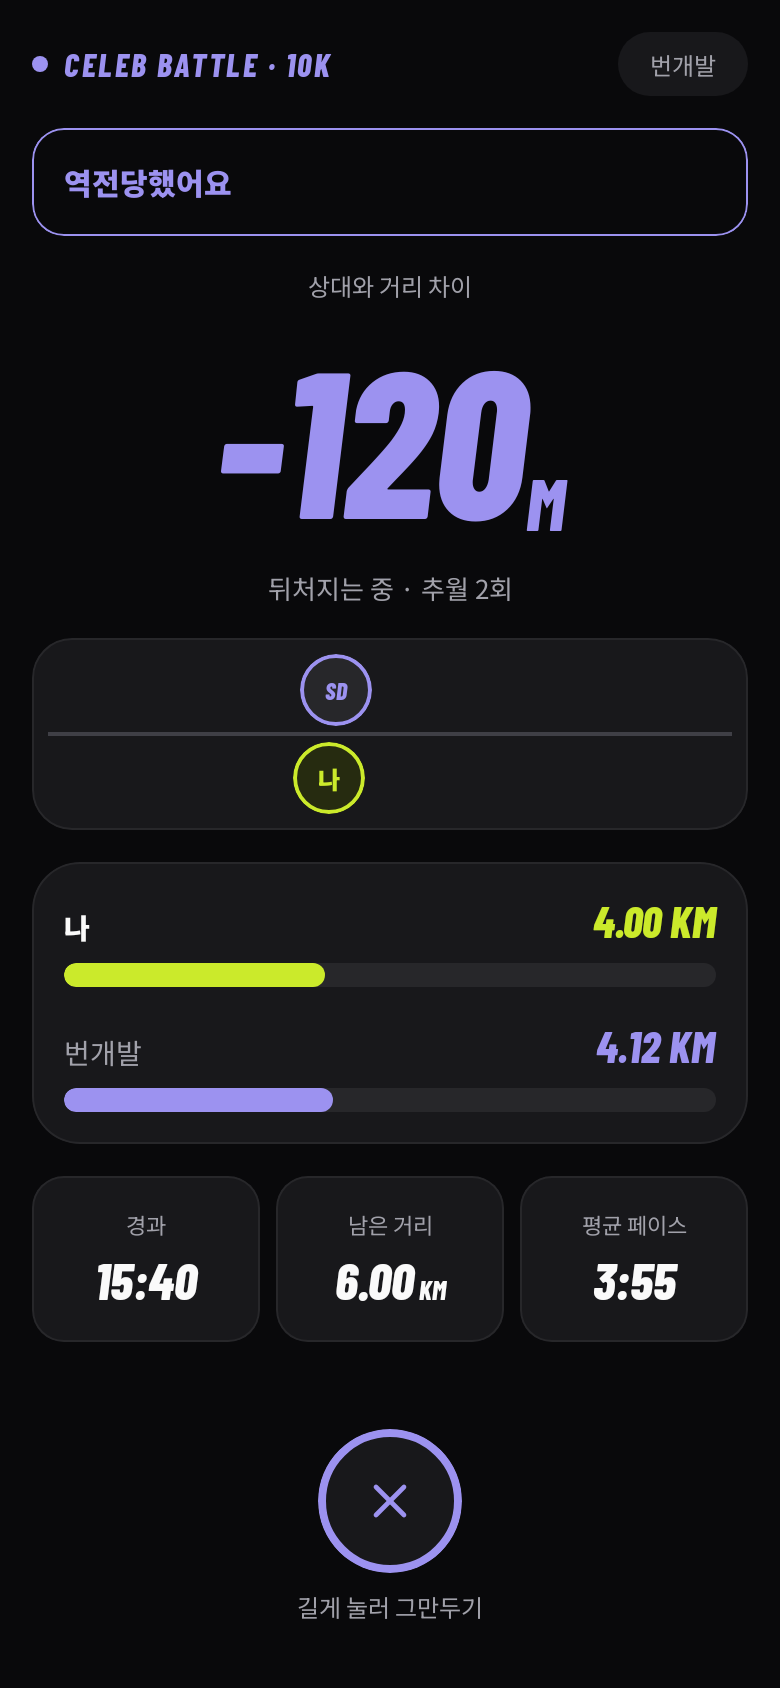 CELEB BATTLE · 10K
번개발
역전당했어요
상대와 거리 차이
-120 M
뒤처지는 중 · 추월 2회
SD
나
나
4.00 KM
번개발
4.12 KM
경과
15:40
남은 거리
6.00 KM
평균 페이스
3:55
길게 눌러 그만두기